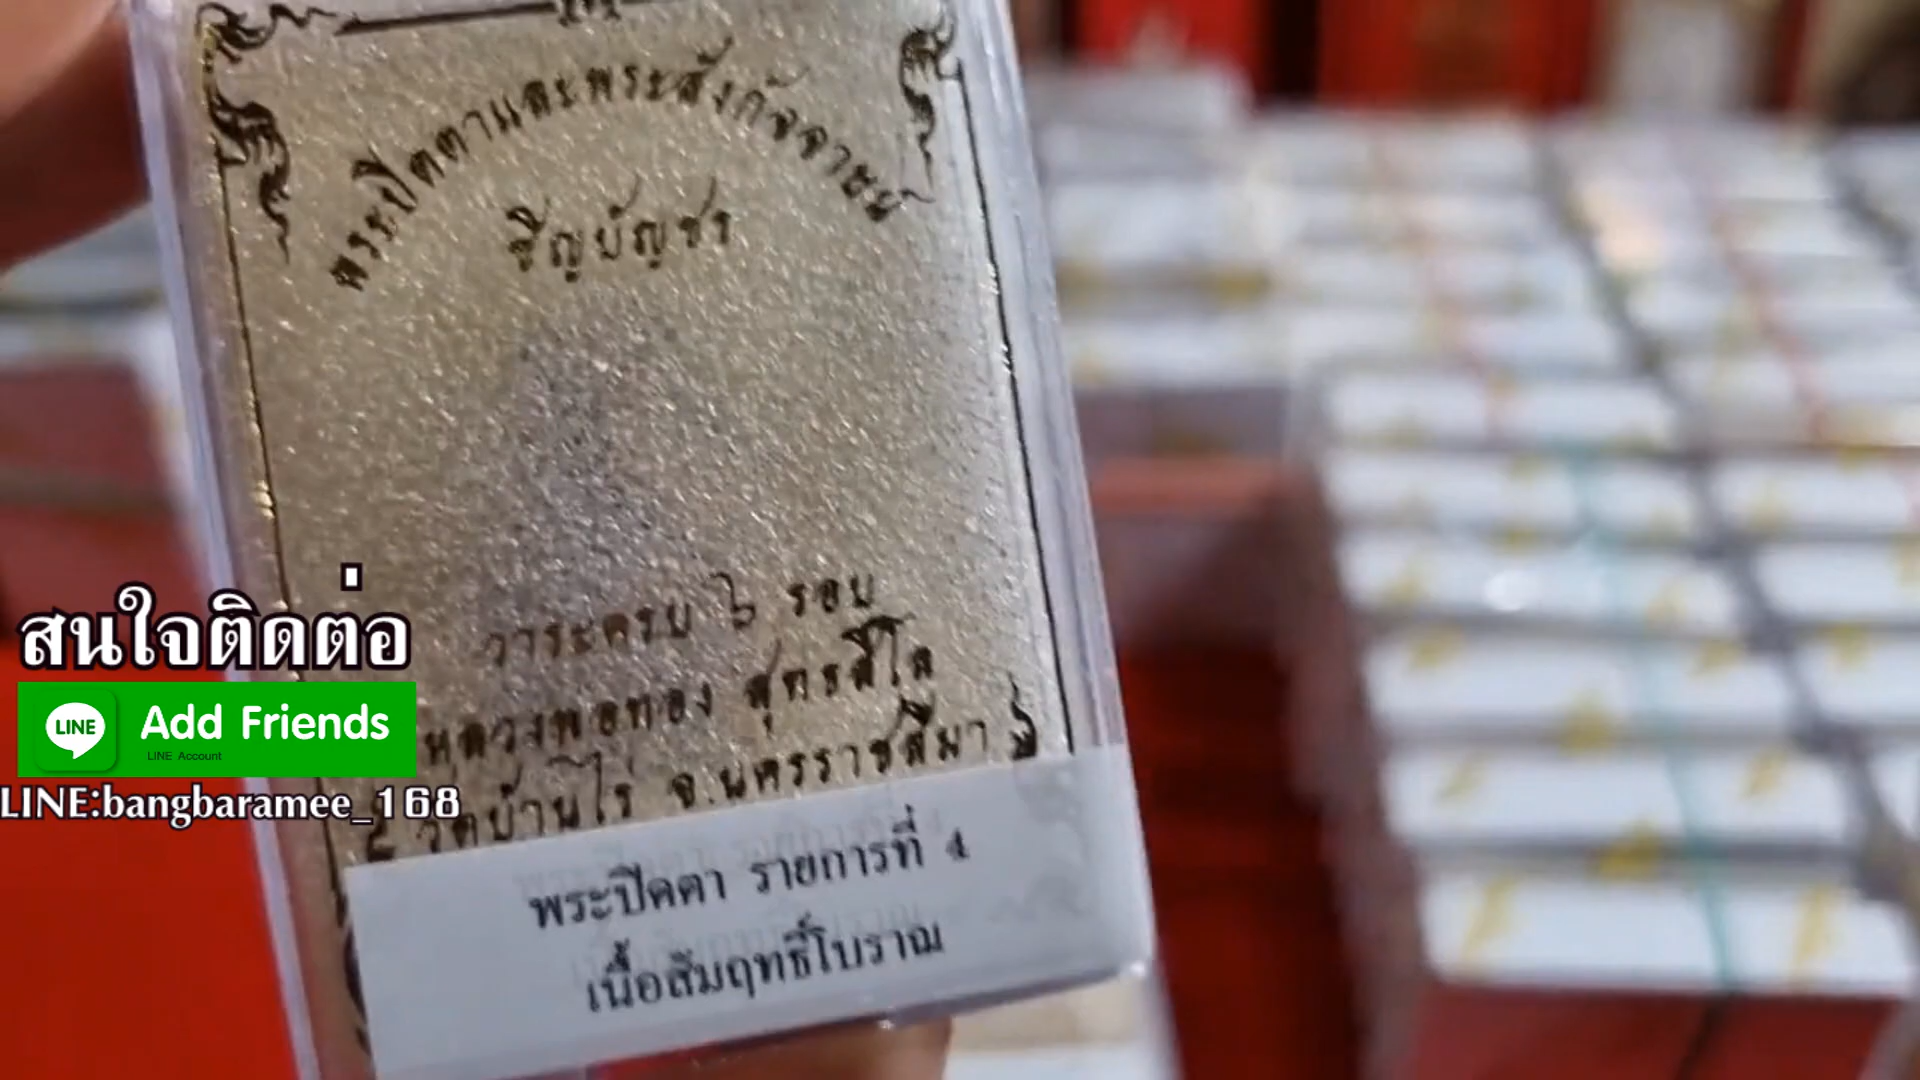 พระปิดตาและพระสังกัจจายน์
ชินบัญชร
วาระครบ ๖ รอบ
หลวงพ่อทอง สุทธสีโล
วัดบ้านไร่ จ.นครราชสีมา
พระปิดตา รายการที่ 4
เนื้อสัมฤทธิ์โบราณ
สนใจติดต่อ
LINE Add Friends
LINE Account
LINE:bangbaramee_168